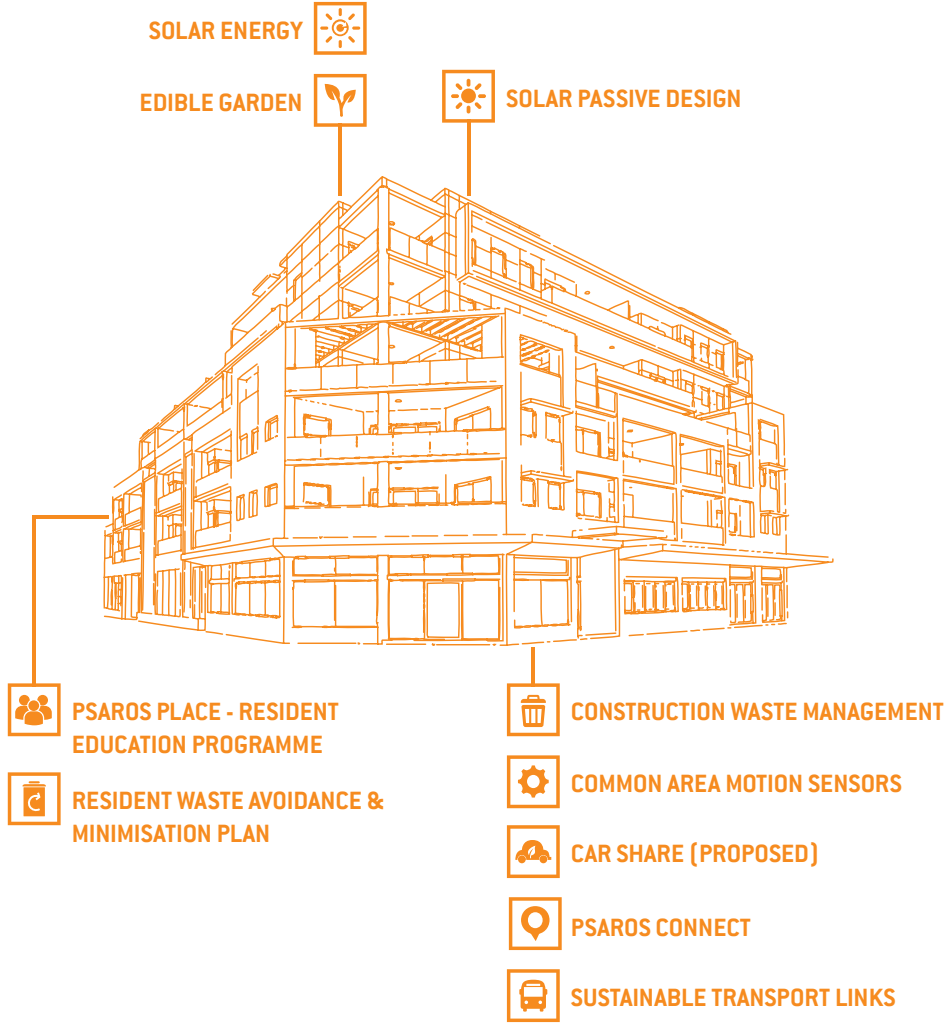 SOLAR ENERGY
EDIBLE GARDEN
SOLAR PASSIVE DESIGN
PSAROS PLACE - RESIDENT
EDUCATION PROGRAMME
RESIDENT WASTE AVOIDANCE &
MINIMISATION PLAN
CONSTRUCTION WASTE MANAGEMENT
COMMON AREA MOTION SENSORS
CAR SHARE (PROPOSED)
PSAROS CONNECT
SUSTAINABLE TRANSPORT LINKS